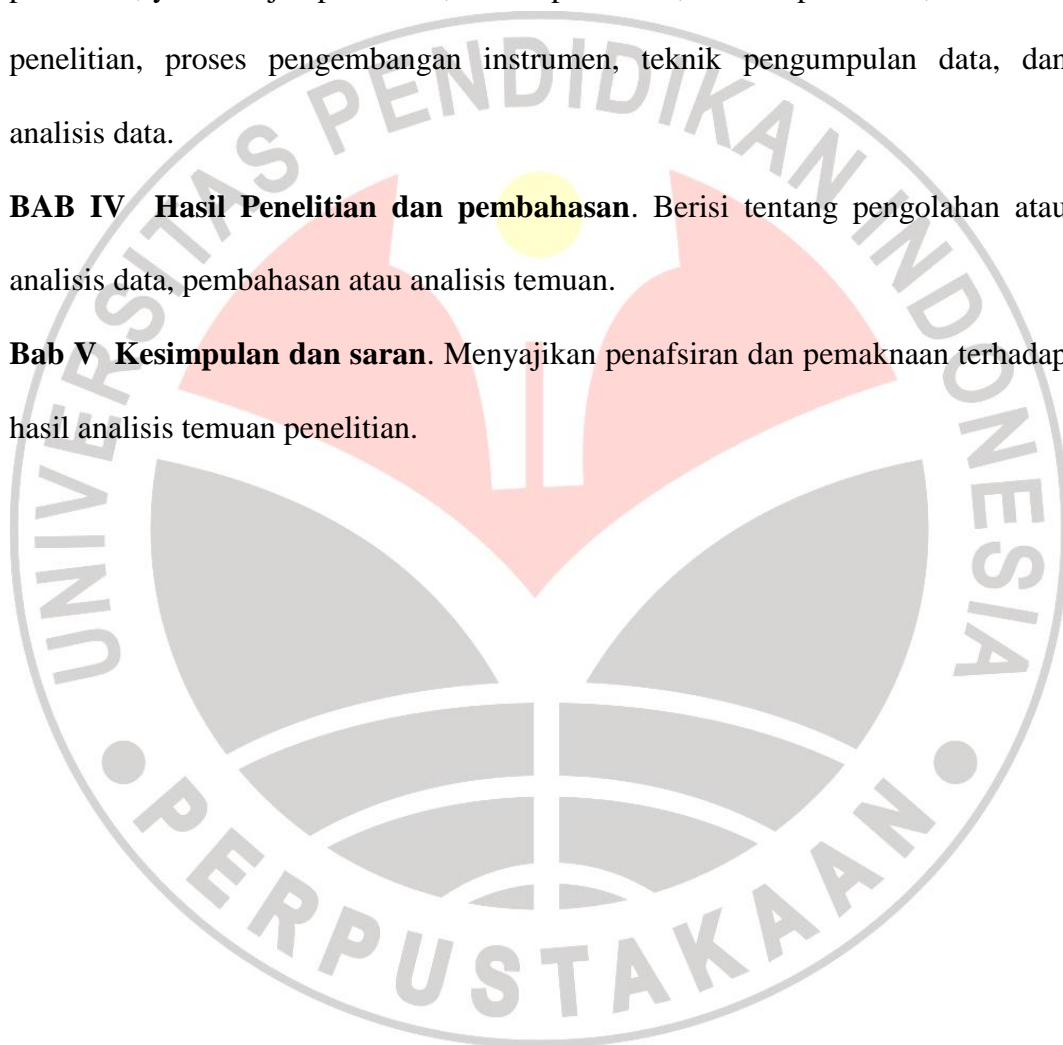 penelitian, proses pengembangan instrumen, teknik pengumpulan data, dan
analisis data.
BAB IV Hasil Penelitian dan pembahasan. Berisi tentang pengolahan atau
analisis data, pembahasan atau analisis temuan.
Bab V Kesimpulan dan saran. Menyajikan penafsiran dan pemaknaan terhadap
hasil analisis temuan penelitian.
UNIVERSITAS PENDIDIKAN INDONESIA
PERPUSTAKAAN